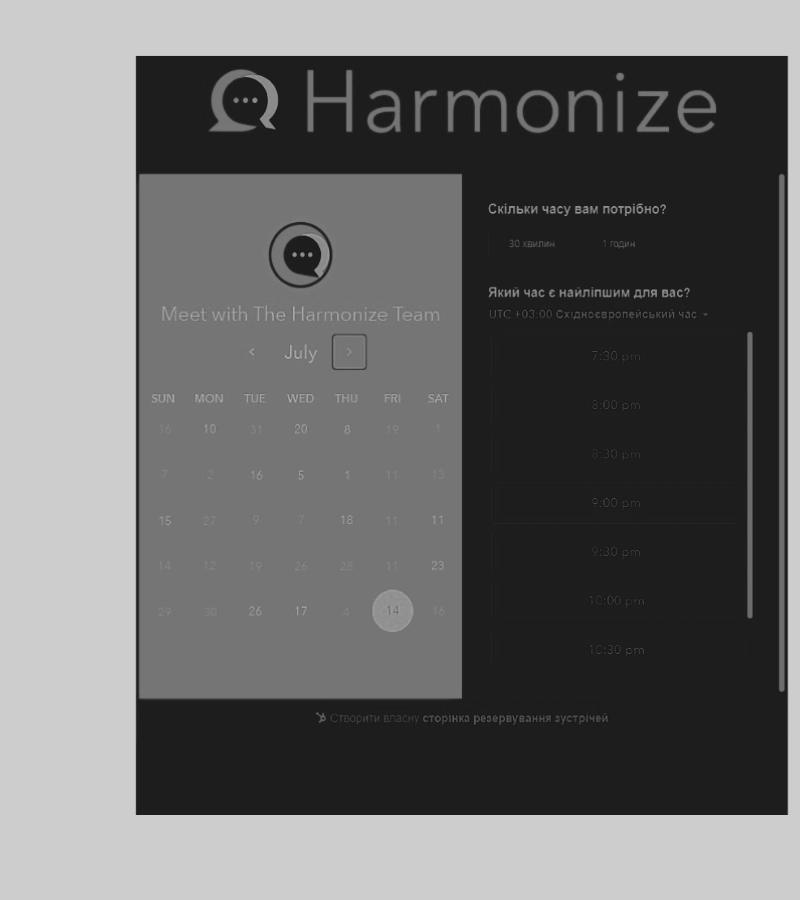 Harmonize
Meet with The Harmonize Team
July
SUN MON TUE WED THU FRI SAT
16 10 31 20 8 19 1
7 2 16 5 1 11 13
15 27 9 7 18 11 11
14 12 19 26 28 11 23
29 30 26 17 4 14 16
Скільки часу вам потрібно?
30 хвилин 1 годин
Який час є найліпшим для вас?
UTC +03:00 Східноєвропейський час
7:30 pm
8:00 pm
8:30 pm
9:00 pm
9:30 pm
10:00 pm
10:30 pm
Створити власну сторінка резервування зустрічей